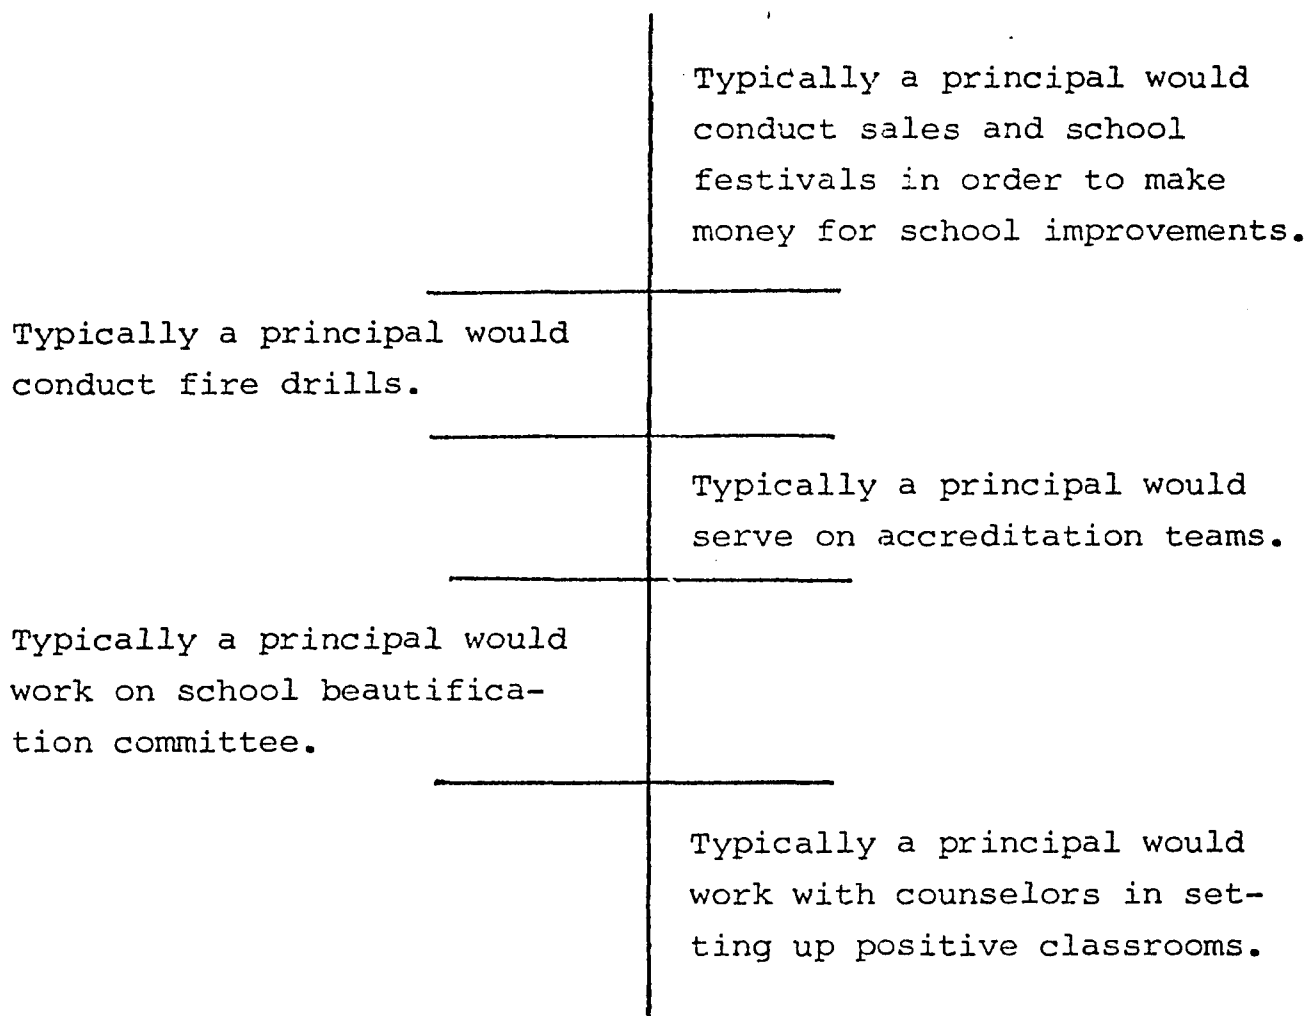 Typically a principal would
conduct sales and school
festivals in order to make
money for school improvements.
Typically a principal would
conduct fire drills.
Typically a principal would
serve on accreditation teams.
Typically a principal would
work on school beautifica-
tion committee.
Typically a principal would
work with counselors in set-
ting up positive classrooms.